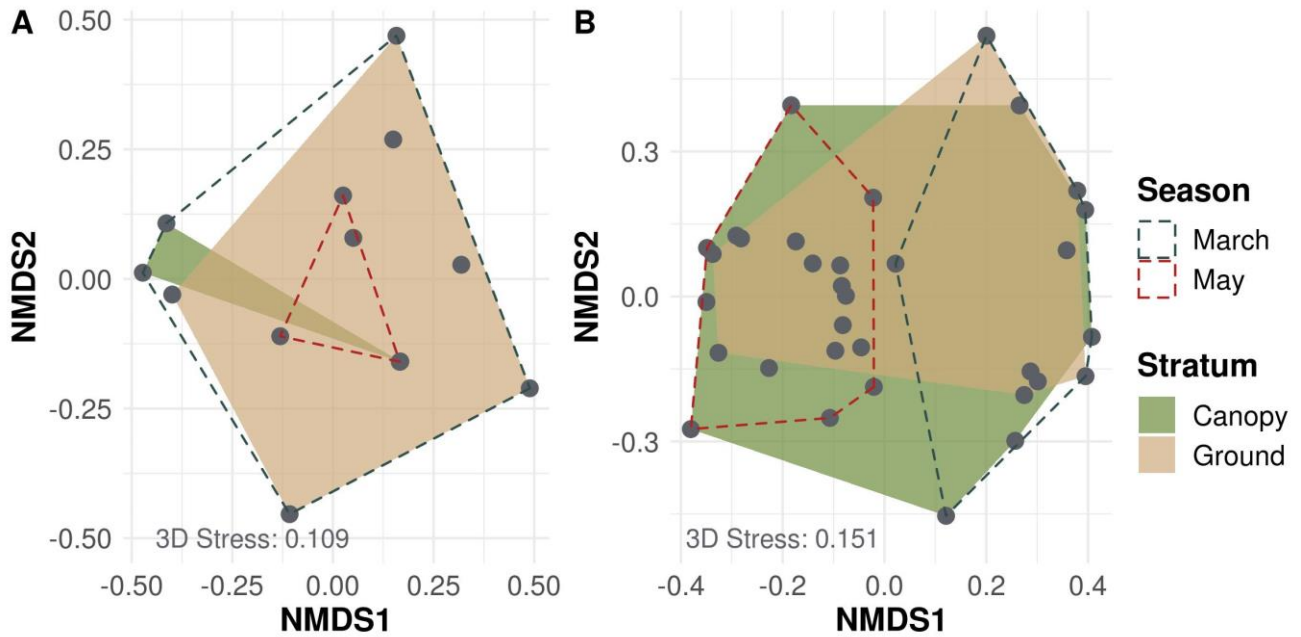 A
0.50
0.25
0.00
-0.25
-0.50
NMDS2
3D Stress: 0.109
-0.50 -0.25 0.00 0.25 0.50
NMDS1
B
0.3
0.0
-0.3
NMDS2
3D Stress: 0.151
-0.4 -0.2 0.0 0.2 0.4
NMDS1
Season
March
May
Stratum
Canopy
Ground